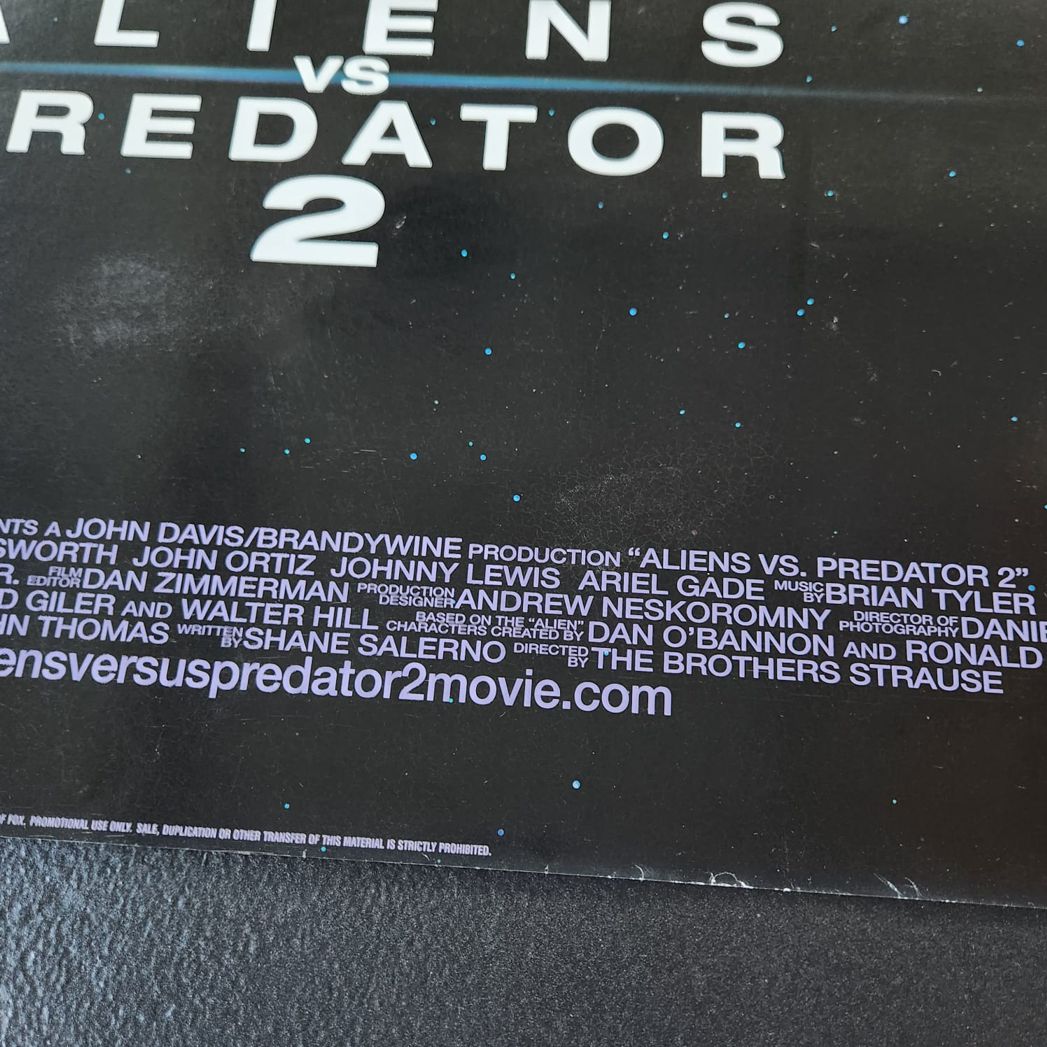 ALIENS
VS
PREDATOR
2
NTS A JOHN DAVIS/BRANDYWINE PRODUCTION “ALIENS VS. PREDATOR 2”
SWORTH JOHN ORTIZ JOHNNY LEWIS ARIEL GADE MUSIC BY BRIAN TYLER
R. FILM EDITOR DAN ZIMMERMAN PRODUCTION DESIGNER ANDREW NESKOROMNY DIRECTOR OF PHOTOGRAPHY DANIE
D GILER AND WALTER HILL BASED ON THE “ALIEN” CHARACTERS CREATED BY DAN O’BANNON AND RONALD
HN THOMAS WRITTEN BY SHANE SALERNO DIRECTED BY THE BROTHERS STRAUSE
ensversuspredator2movie.com
OF FOX. PROMOTIONAL USE ONLY. SALE, DUPLICATION OR OTHER TRANSFER OF THIS MATERIAL IS STRICTLY PROHIBITED.